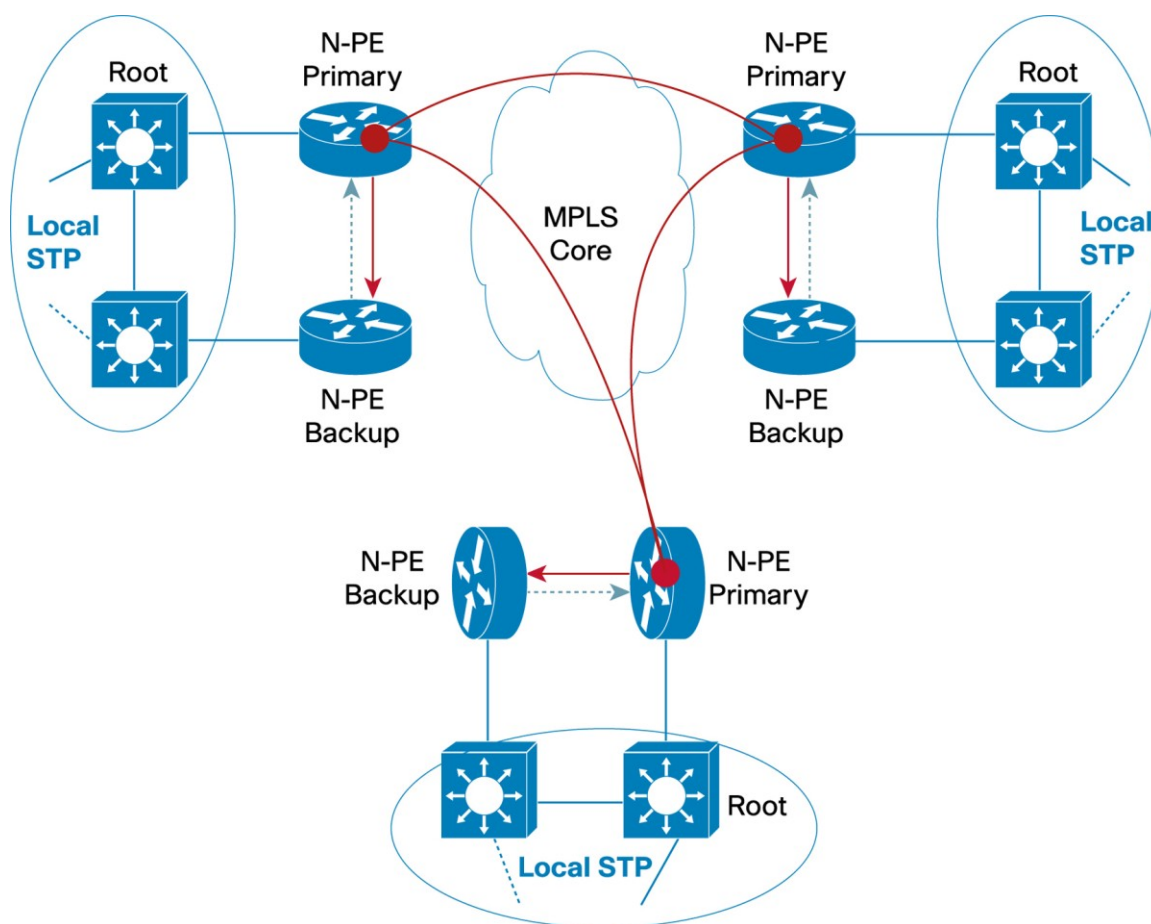 N-PE
Primary
N-PE
Primary
Root
Root
Local
STP
MPLS
Core
Local
STP
N-PE
Backup
N-PE
Backup
N-PE
Backup
N-PE
Primary
Root
Local STP